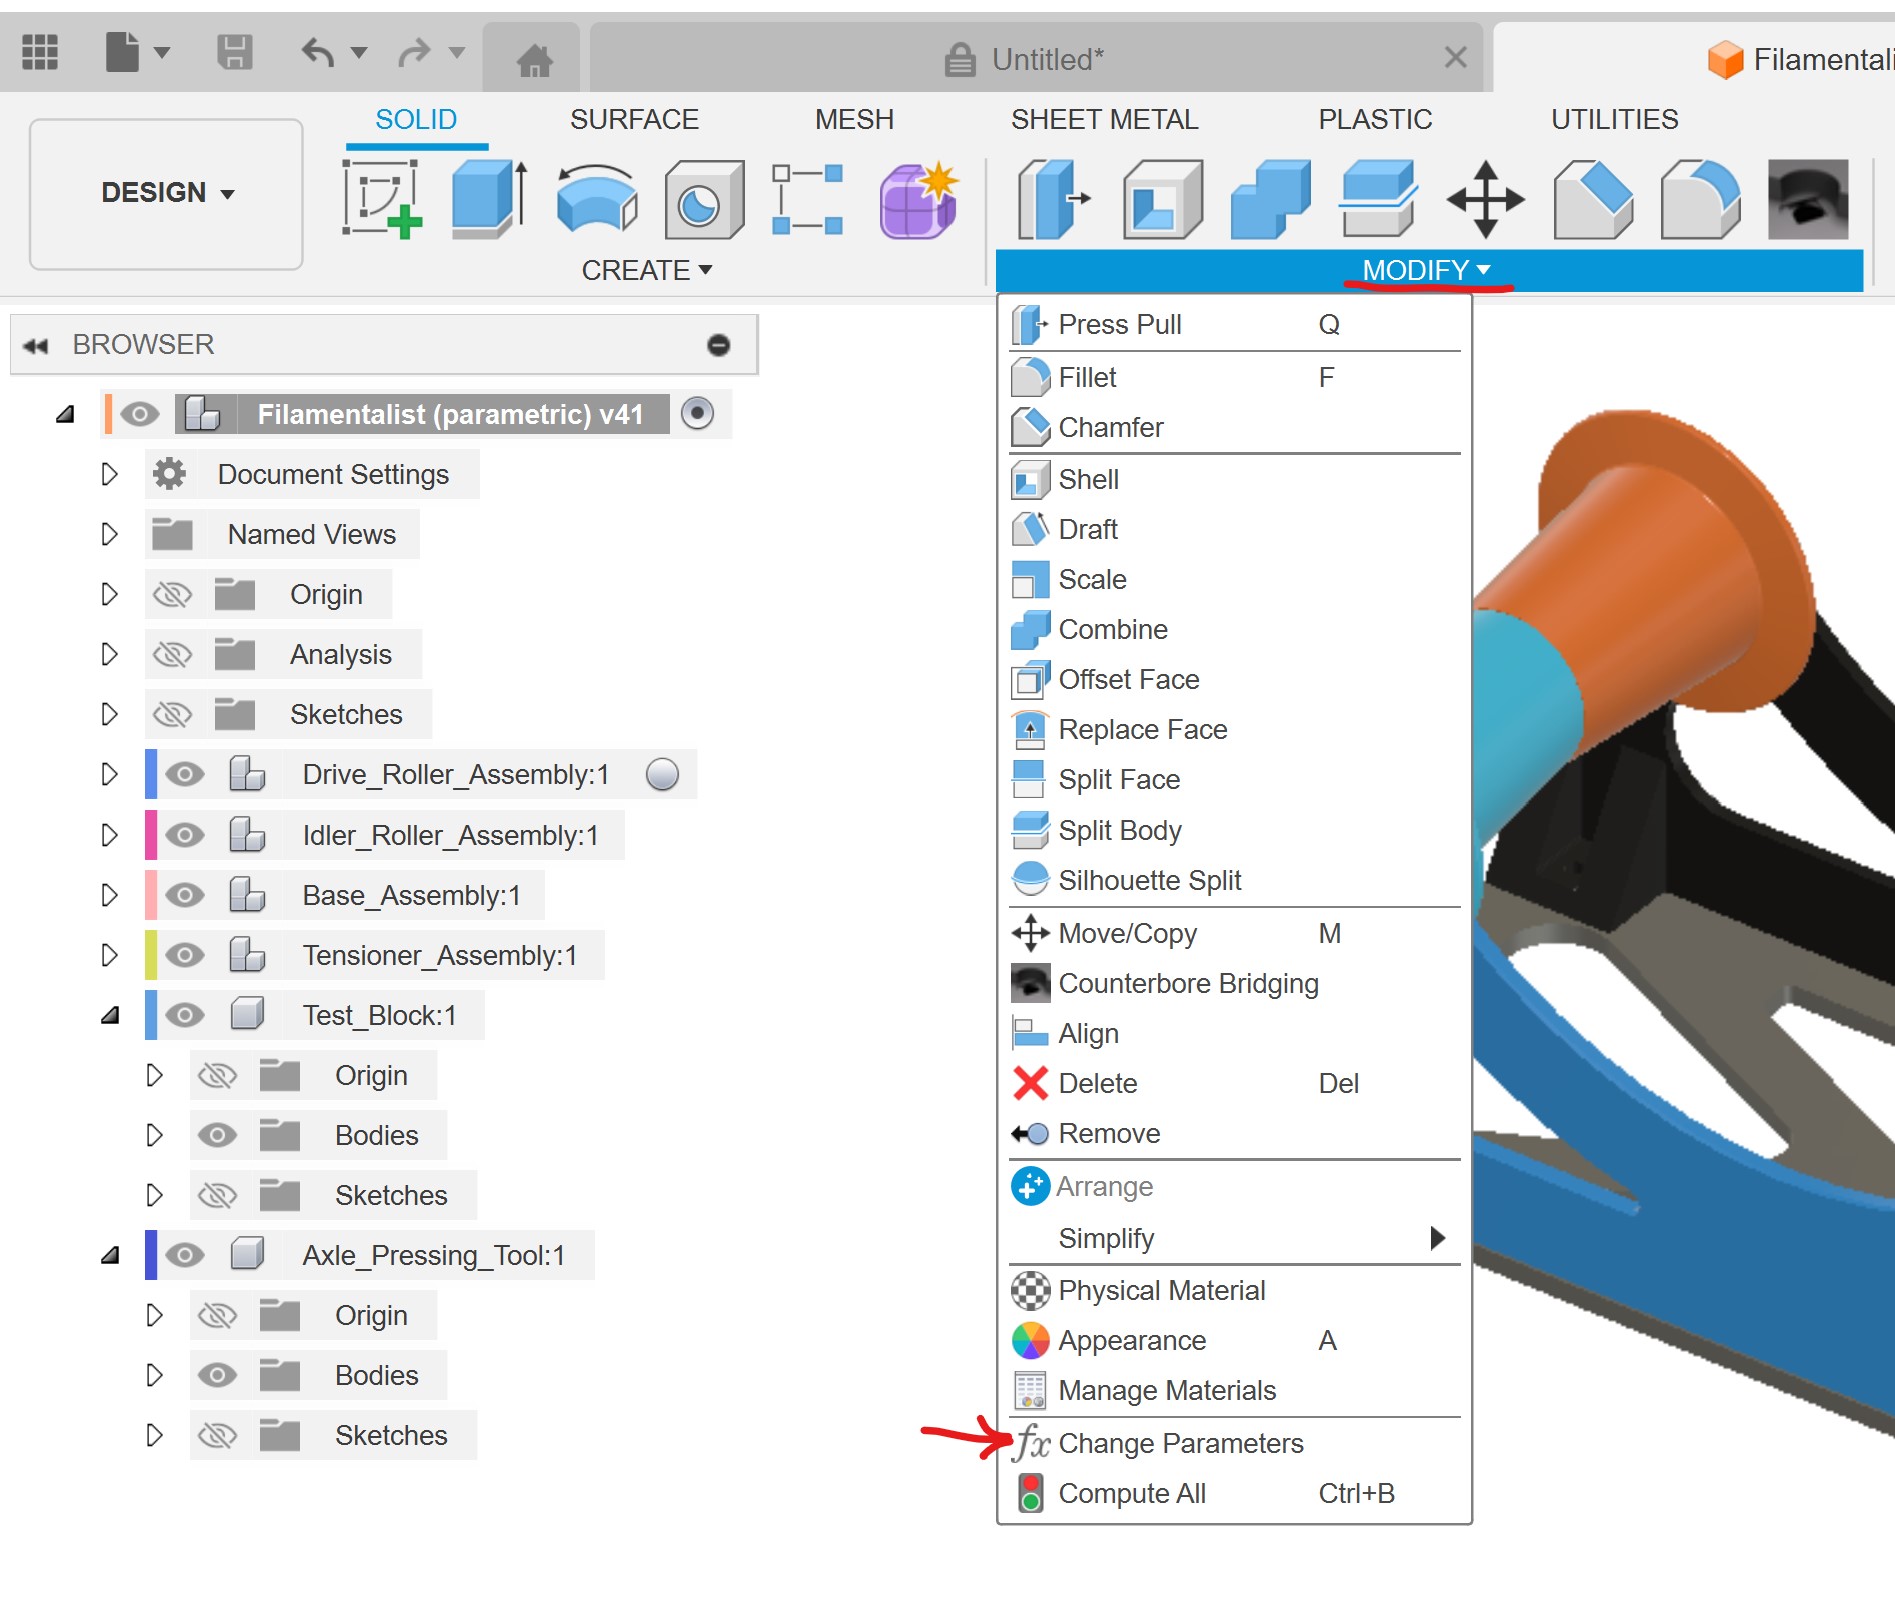 Untitled*
Filamentali
DESIGN
SOLID
SURFACE
MESH
SHEET METAL
PLASTIC
UTILITIES
CREATE
MODIFY
BROWSER
Filamentalist (parametric) v41
Document Settings
Named Views
Origin
Analysis
Sketches
Drive_Roller_Assembly:1
Idler_Roller_Assembly:1
Base_Assembly:1
Tensioner_Assembly:1
Test_Block:1
Origin
Bodies
Sketches
Axle_Pressing_Tool:1
Origin
Bodies
Sketches
Press Pull Q
Fillet F
Chamfer
Shell
Draft
Scale
Combine
Offset Face
Replace Face
Split Face
Split Body
Silhouette Split
Move/Copy M
Counterbore Bridging
Align
Delete Del
Remove
Arrange
Simplify
Physical Material
Appearance A
Manage Materials
fx Change Parameters
Compute All Ctrl+B